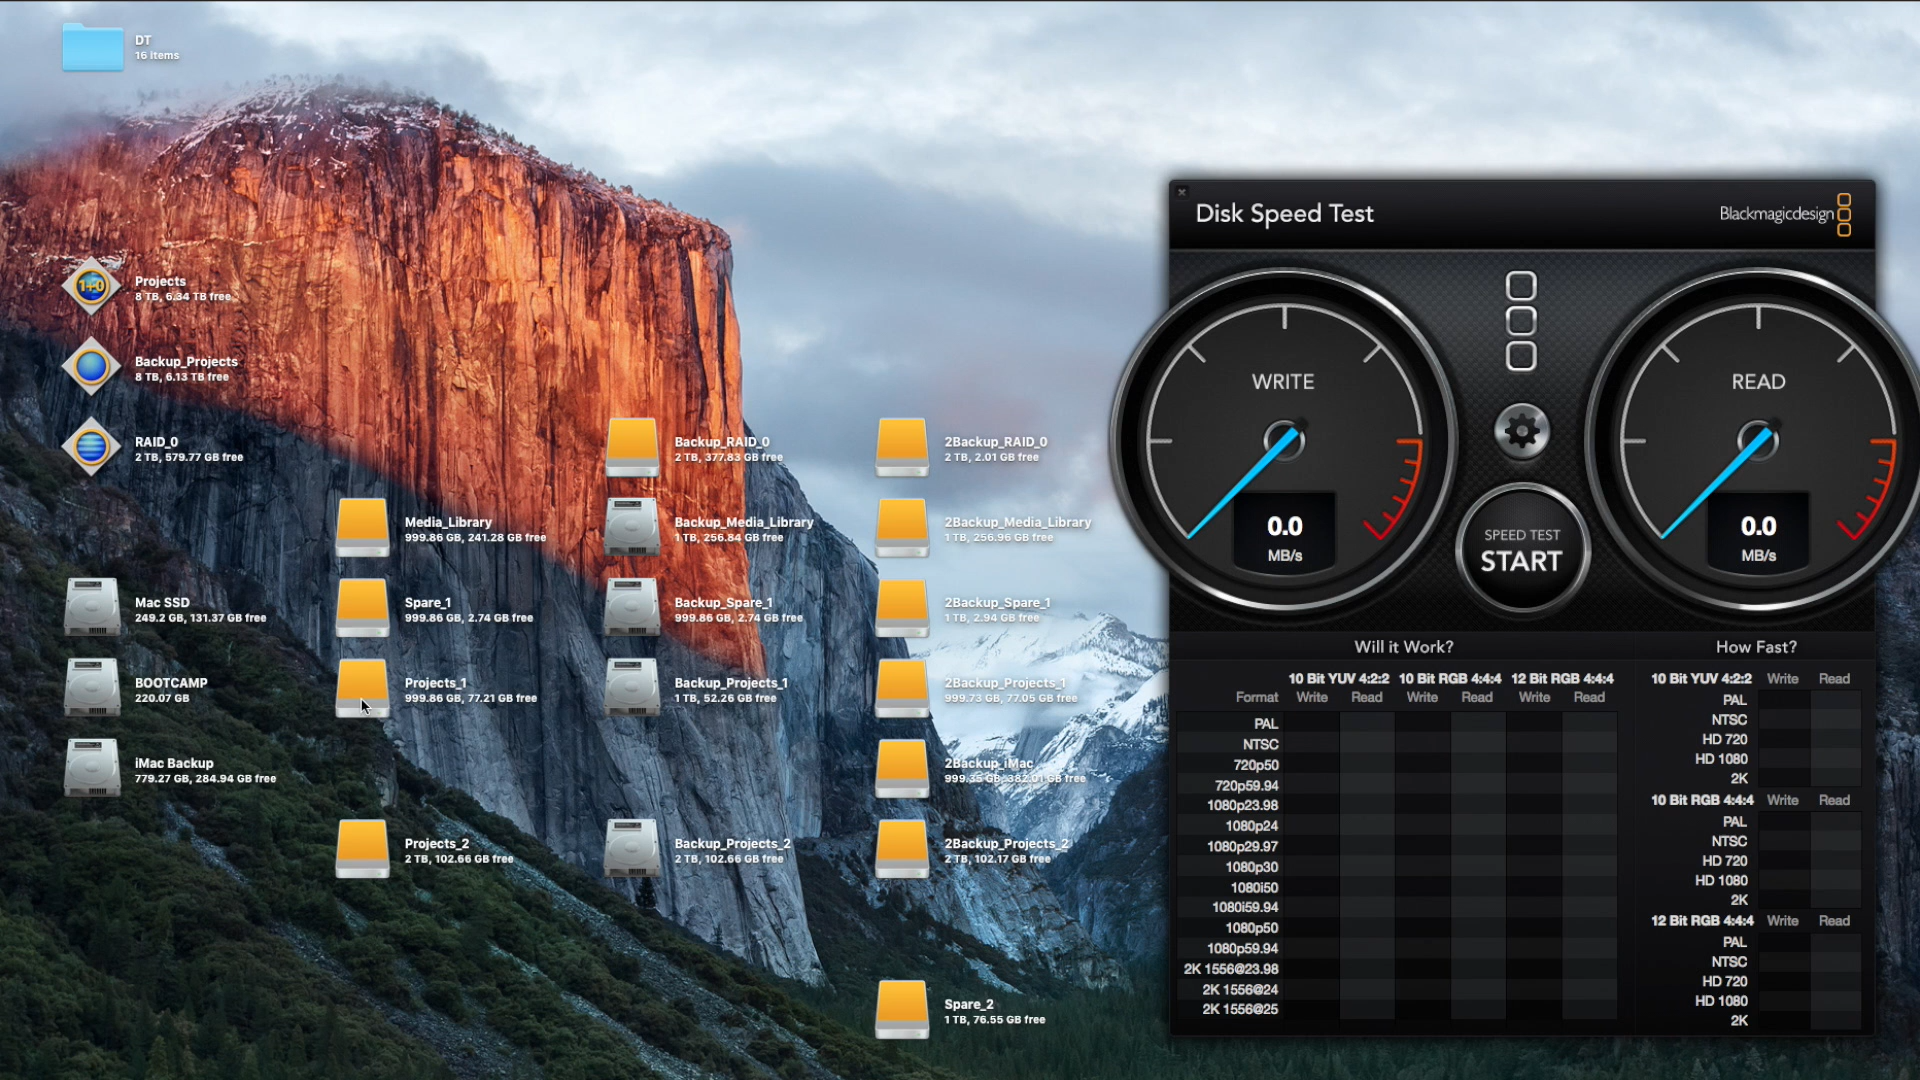 DT
16 items
Projects
8 TB, 6.34 TB free
Backup_Projects
8 TB, 6.13 TB free
RAID_0
2 TB, 579.77 GB free
Mac SSD
249.2 GB, 131.37 GB free
BOOTCAMP
220.07 GB
iMac Backup
779.27 GB, 284.94 GB free
Media_Library
999.86 GB, 241.28 GB free
Spare_1
999.86 GB, 2.74 GB free
Projects_1
999.86 GB, 77.21 GB free
Projects_2
2 TB, 102.66 GB free
Backup_RAID_0
2 TB, 377.83 GB free
Backup_Media_Library
1 TB, 256.84 GB free
Backup_Spare_1
999.86 GB, 2.74 GB free
Backup_Projects_1
1 TB, 52.26 GB free
Backup_Projects_2
2 TB, 102.66 GB free
2Backup_RAID_0
2 TB, 2.01 GB free
2Backup_Media_Library
1 TB, 256.96 GB free
2Backup_Spare_1
1 TB, 2.94 GB free
2Backup_Projects_1
999.73 GB, 77.05 GB free
2Backup_iMac
999.35 GB, 382.01 GB free
2Backup_Projects_2
2 TB, 102.17 GB free
Spare_2
1 TB, 76.55 GB free
1+0
Disk Speed Test
Blackmagicdesign
WRITE
0.0
MB/s
SPEED TEST
START
READ
0.0
MB/s
Will it Work?
10 Bit YUV 4:2:2 10 Bit RGB 4:4:4 12 Bit RGB 4:4:4
Format Write Read Write Read Write Read
PAL
NTSC
720p50
720p59.94
1080p23.98
1080p24
1080p29.97
1080p30
1080i50
1080i59.94
1080p50
1080p59.94
2K 1556@23.98
2K 1556@24
2K 1556@25
How Fast?
10 Bit YUV 4:2:2 Write Read
PAL
NTSC
HD 720
HD 1080
2K
10 Bit RGB 4:4:4 Write Read
PAL
NTSC
HD 720
HD 1080
2K
12 Bit RGB 4:4:4 Write Read
PAL
NTSC
HD 720
HD 1080
2K